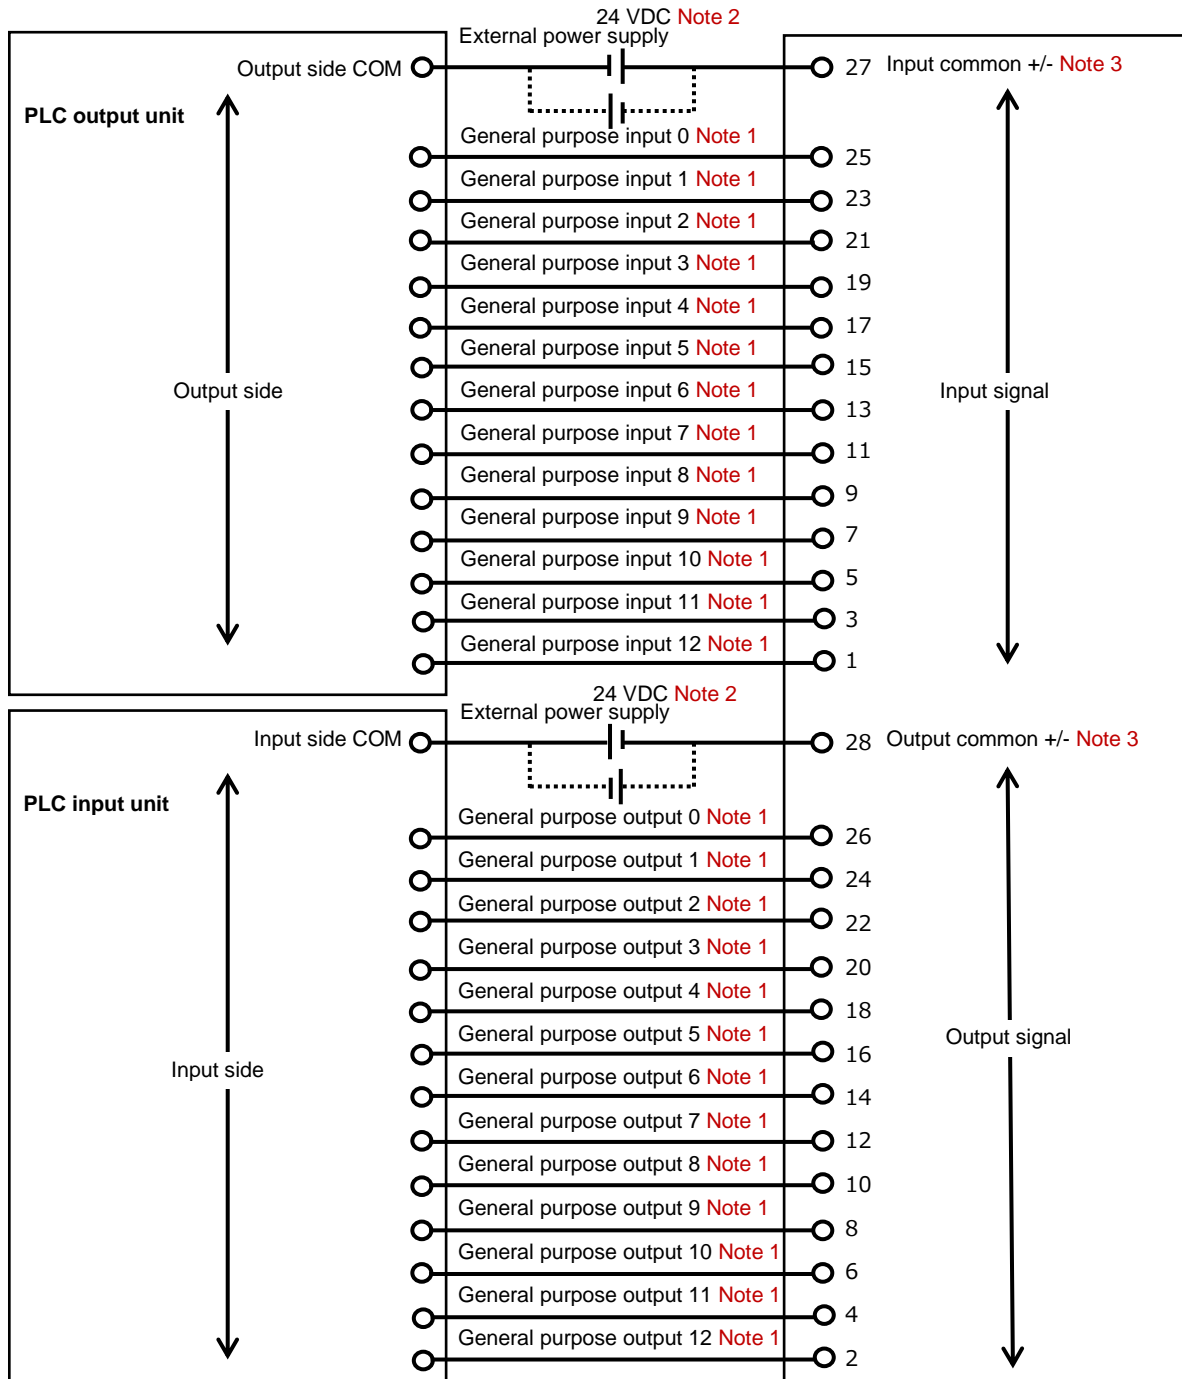 24 VDC Note 2
External power supply
Output side COM
27 Input common +/- Note 3
PLC output unit
General purpose input 0 Note 1
25
General purpose input 1 Note 1
23
General purpose input 2 Note 1
21
General purpose input 3 Note 1
19
General purpose input 4 Note 1
17
General purpose input 5 Note 1
15
Output side
General purpose input 6 Note 1
Input signal
13
General purpose input 7 Note 1
11
General purpose input 8 Note 1
9
General purpose input 9 Note 1
7
General purpose input 10 Note 1
5
General purpose input 11 Note 1
3
General purpose input 12 Note 1
1
24 VDC Note 2
External power supply
Input side COM
28 Output common +/- Note 3
PLC input unit
General purpose output 0 Note 1
26
General purpose output 1 Note 1
24
General purpose output 2 Note 1
22
General purpose output 3 Note 1
20
General purpose output 4 Note 1
18
General purpose output 5 Note 1
Output signal
16
Input side
General purpose output 6 Note 1
14
General purpose output 7 Note 1
12
General purpose output 8 Note 1
10
General purpose output 9 Note 1
8
General purpose output 10 Note 1
6
General purpose output 11 Note 1
4
General purpose output 12 Note 1
2